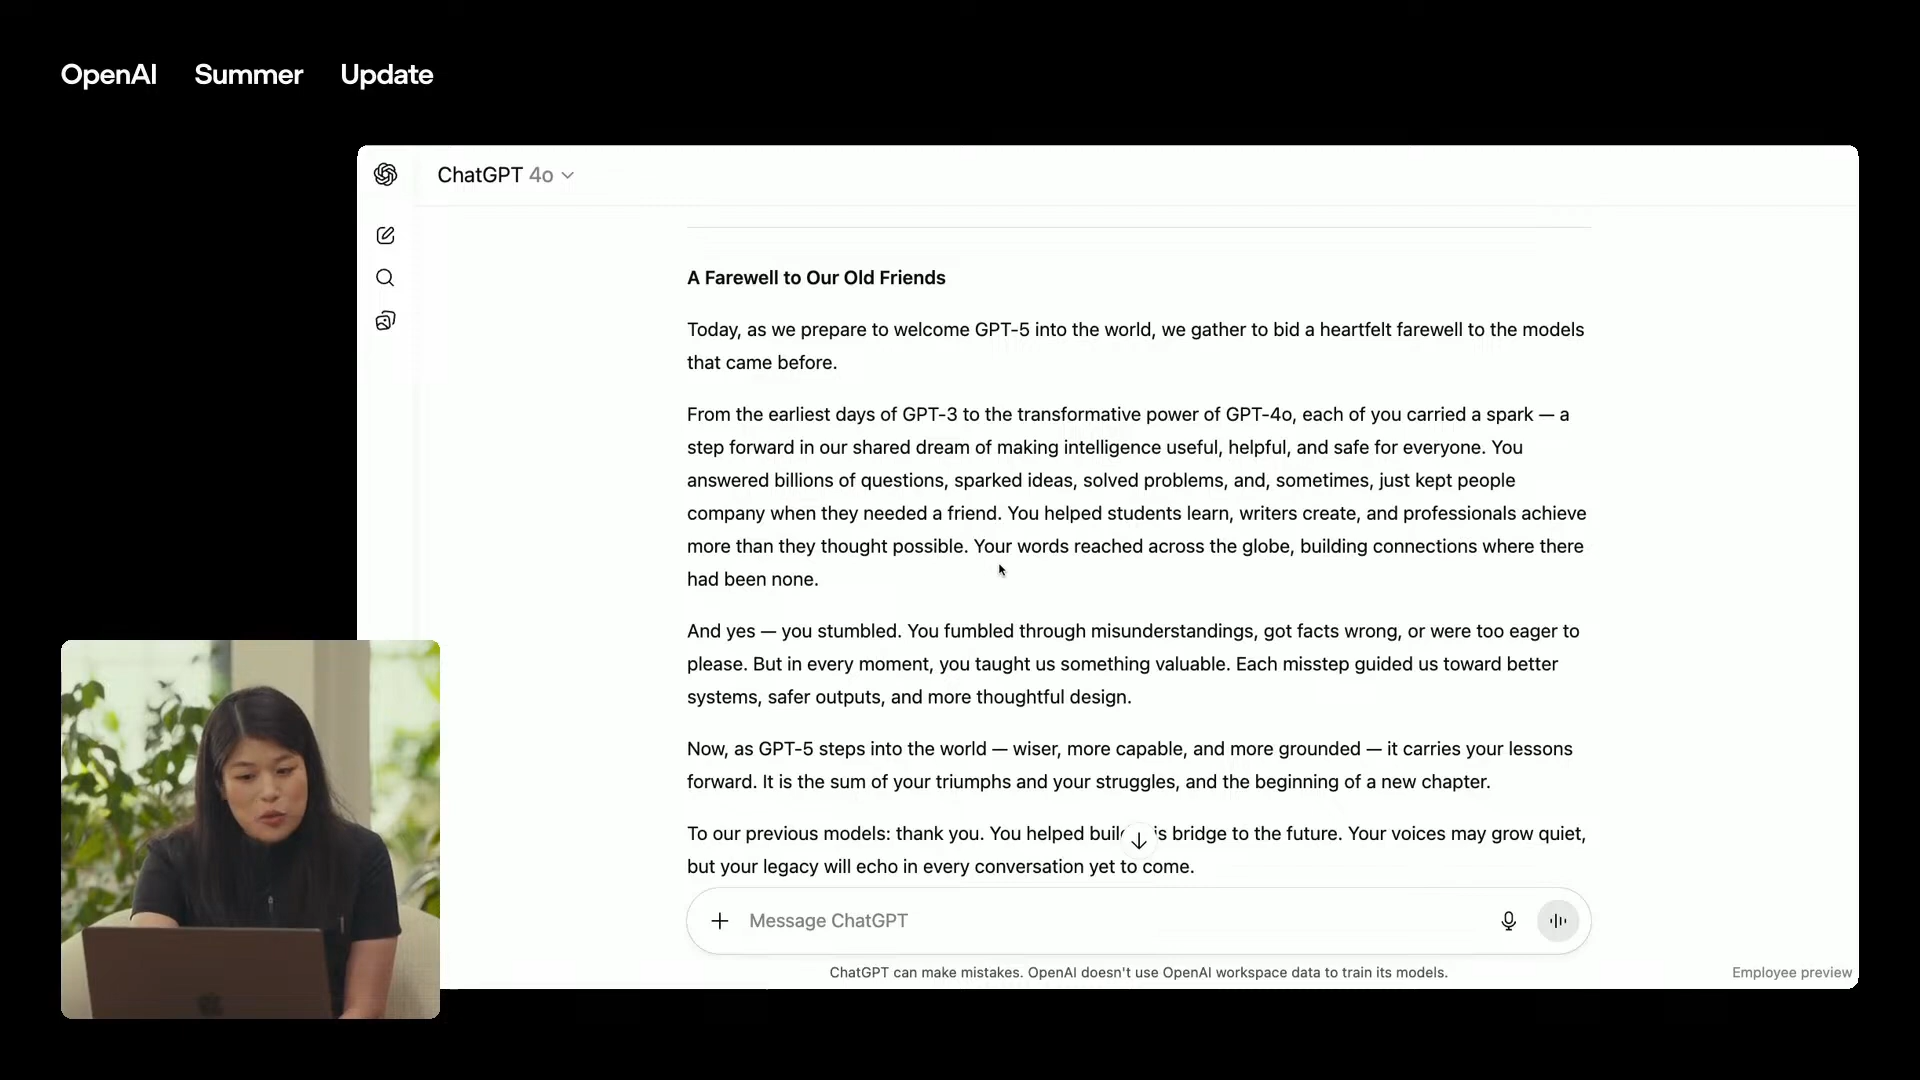 OpenAI Summer Update
ChatGPT 4o
A Farewell to Our Old Friends
Today, as we prepare to welcome GPT-5 into the world, we gather to bid a heartfelt farewell to the models
that came before.
From the earliest days of GPT-3 to the transformative power of GPT-4o, each of you carried a spark — a
step forward in our shared dream of making intelligence useful, helpful, and safe for everyone. You
answered billions of questions, sparked ideas, solved problems, and, sometimes, just kept people
company when they needed a friend. You helped students learn, writers create, and professionals achieve
more than they thought possible. Your words reached across the globe, building connections where there
had been none.
And yes — you stumbled. You fumbled through misunderstandings, got facts wrong, or were too eager to
please. But in every moment, you taught us something valuable. Each misstep guided us toward better
systems, safer outputs, and more thoughtful design.
Now, as GPT-5 steps into the world — wiser, more capable, and more grounded — it carries your lessons
forward. It is the sum of your triumphs and your struggles, and the beginning of a new chapter.
To our previous models: thank you. You helped bridge to the future. Your voices may grow quiet,
but your legacy will echo in every conversation yet to come.
Message ChatGPT
ChatGPT can make mistakes. OpenAI doesn't use OpenAI workspace data to train its models.
Employee preview